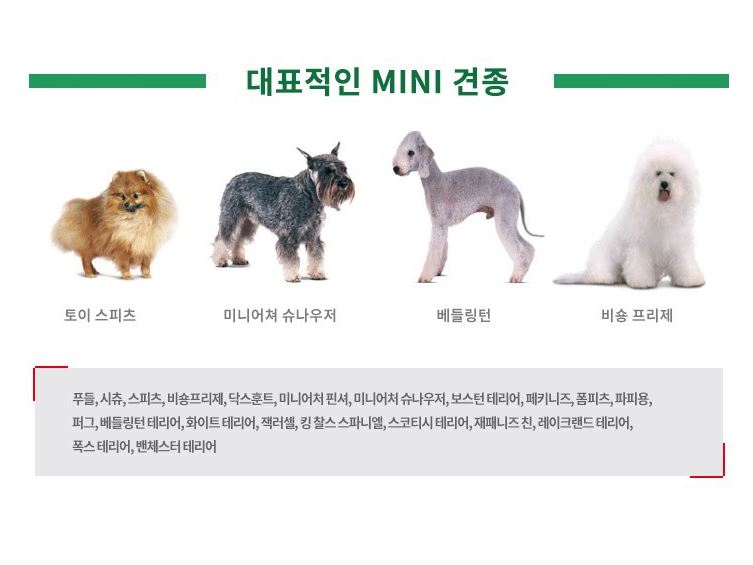 대표적인 MINI 견종
토이 스피츠
미니어쳐 슈나우저
베들링턴
비숑 프리제
푸들, 시츄, 스피츠, 비숑프리제, 닥스훈트, 미니어처 핀셔, 미니어처 슈나우저, 보스턴 테리어, 페키니즈, 폼피츠, 파피용,
퍼그, 베들링턴 테리어, 화이트 테리어, 잭러셀, 킹 찰스 스파니엘, 스코티시 테리어, 재패니즈 친, 레이크랜드 테리어,
폭스 테리어, 밴체스터 테리어